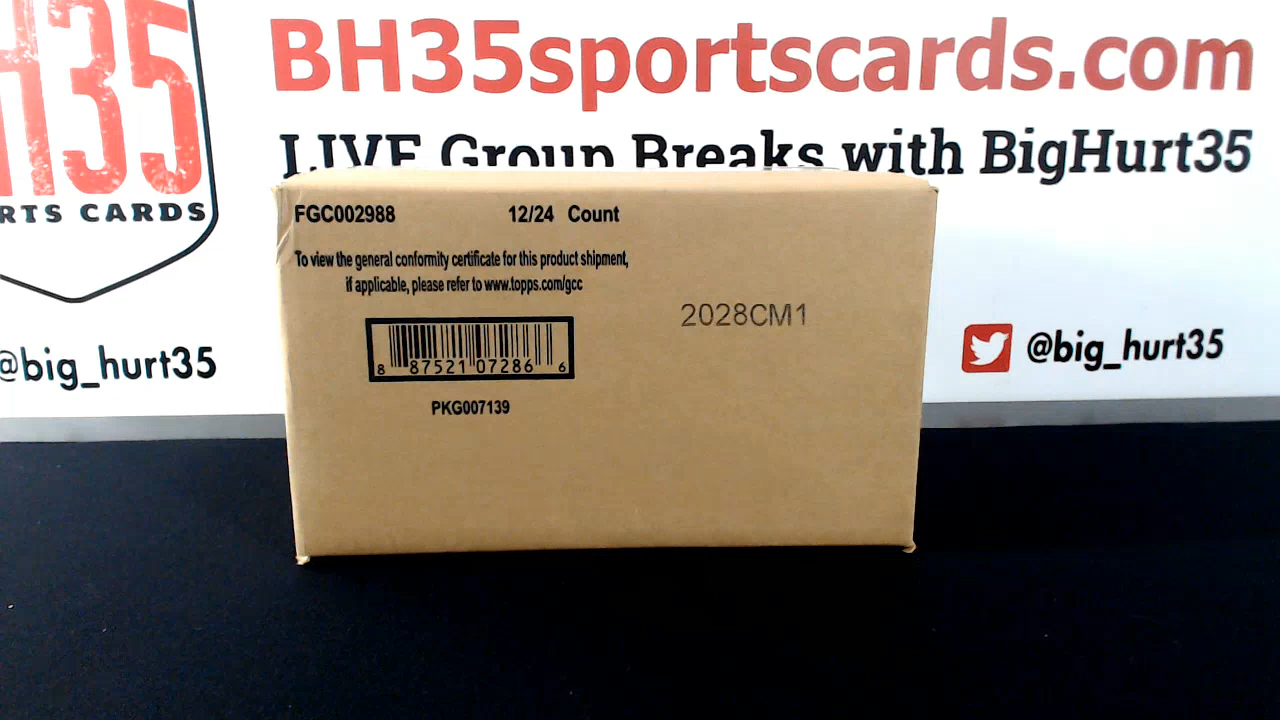 H35
RTS CARDS
BH35sportscards.com
LIVE Group Breaks with BigHurt35
@big_hurt35
@big_hurt35
FGC002988 12/24 Count
To view the general conformity certificate for this product shipment,
if applicable, please refer to www.topps.com/gcc
2028CM1
8 87521 07286 6
PKG007139